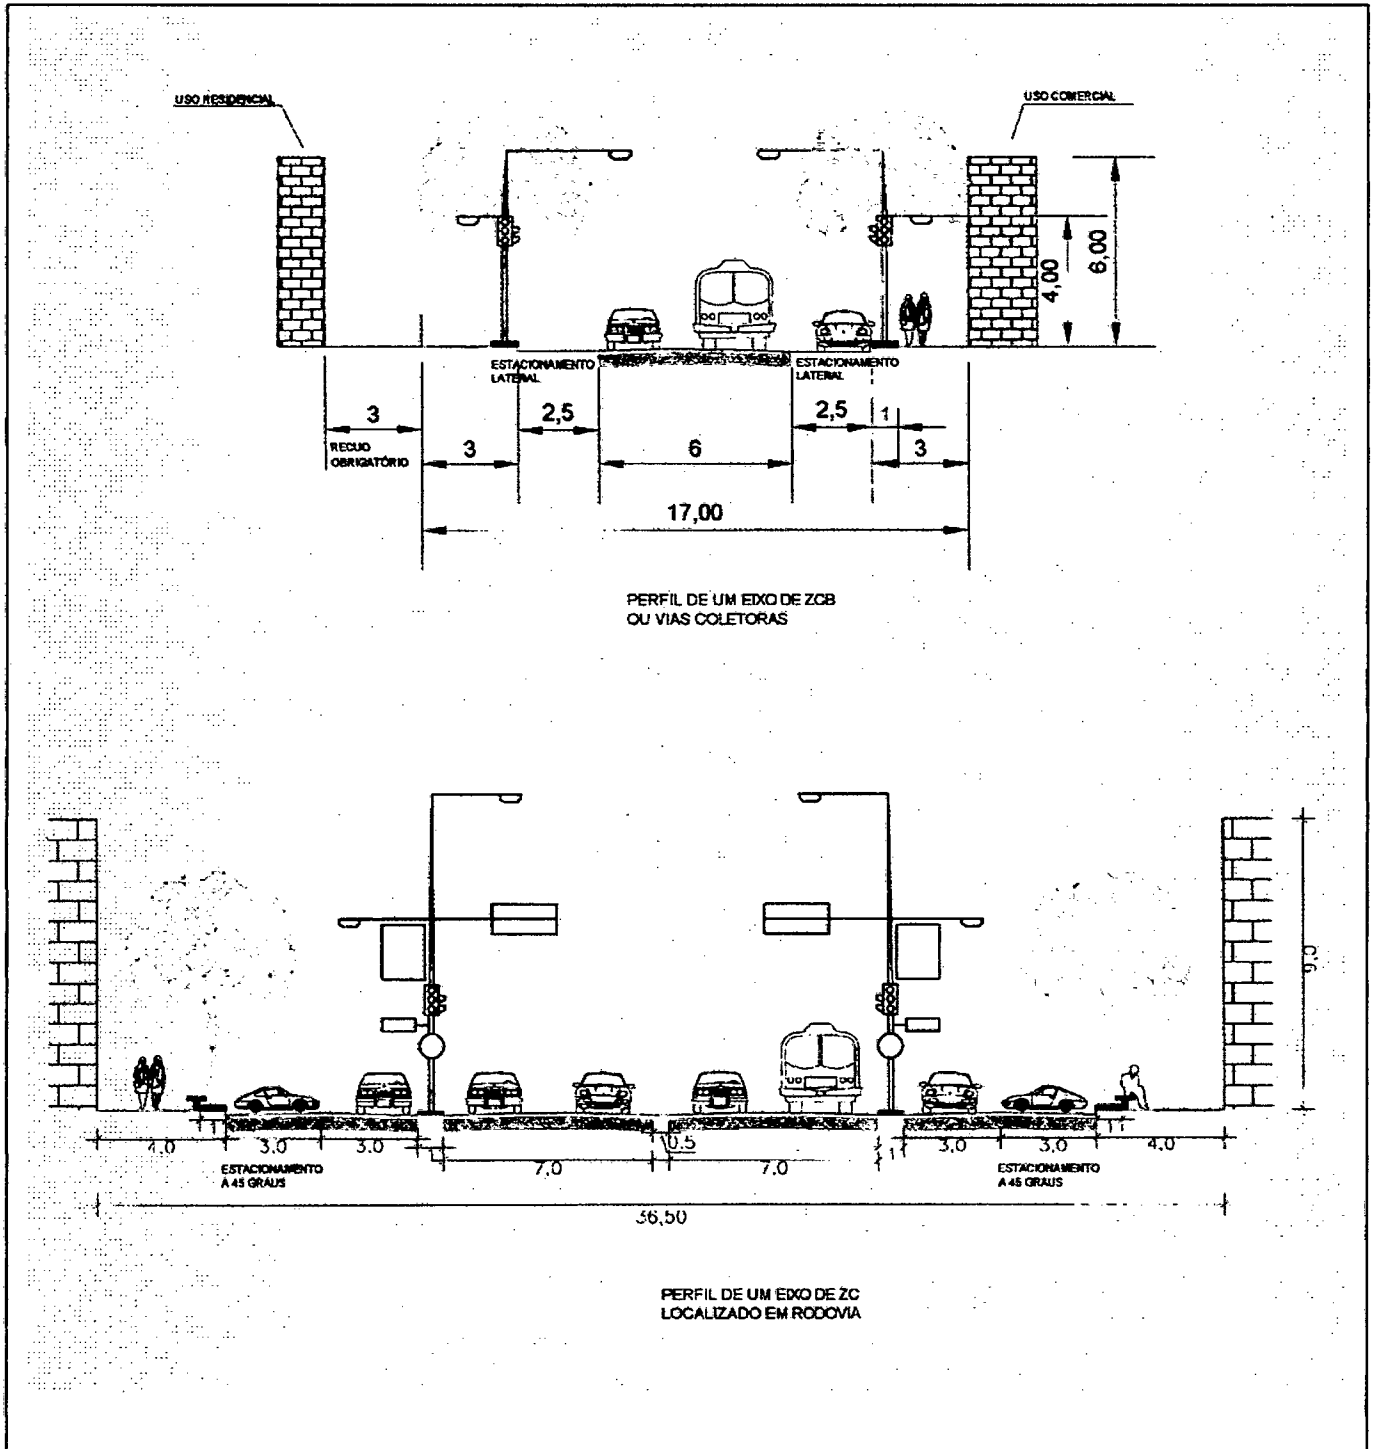 USO RESIDENCIAL
USO COMERCIAL
4,00
6,00
ESTACIONAMENTO
LATERAL
ESTACIONAMENTO
LATERAL
3
2,5
2,5
1
RECUO
OBRIGATÓRIO
3
6
3
17,00
PERFIL DE UM EIXO DE ZCB
OU VIAS COLETORAS
4,0
1
3,0
3,0
1
7,0
0.5
7,0
1
3,0
3,0
1
4,0
ESTACIONAMENTO
A 45 GRAUS
ESTACIONAMENTO
A 45 GRAUS
36,50
PERFIL DE UM EIXO DE ZC
LOCALIZADO EM RODOVIA